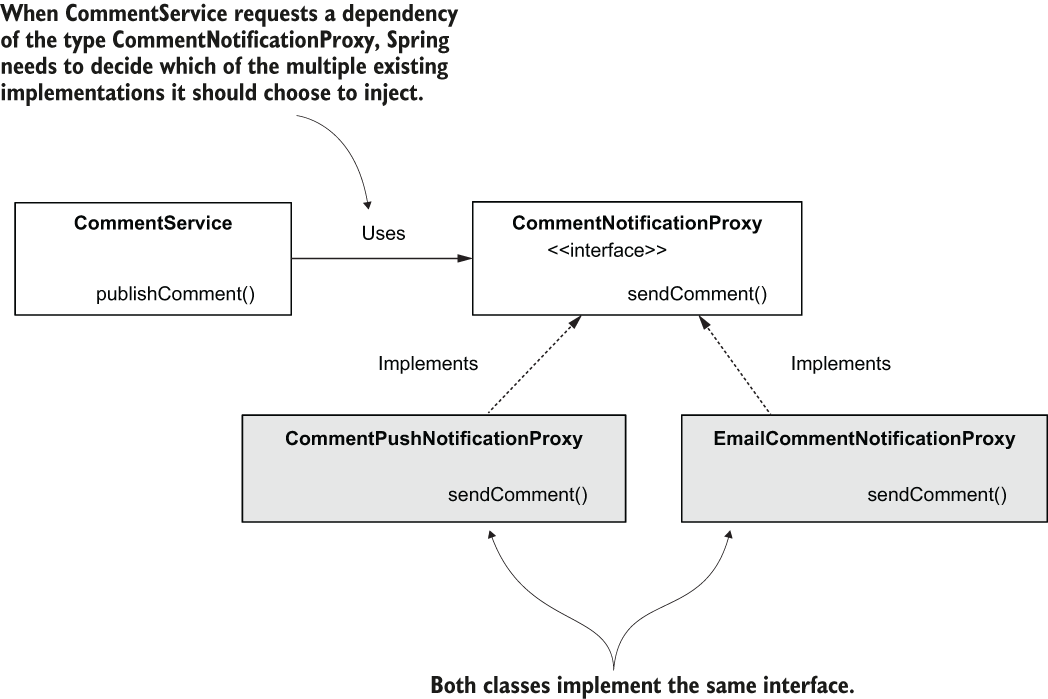 When CommentService requests a dependency
of the type CommentNotificationProxy, Spring
needs to decide which of the multiple existing
implementations it should choose to inject.
CommentService
publishComment()
Uses
CommentNotificationProxy
<<interface>>
sendComment()
Implements
Implements
CommentPushNotificationProxy
sendComment()
EmailCommentNotificationProxy
sendComment()
Both classes implement the same interface.